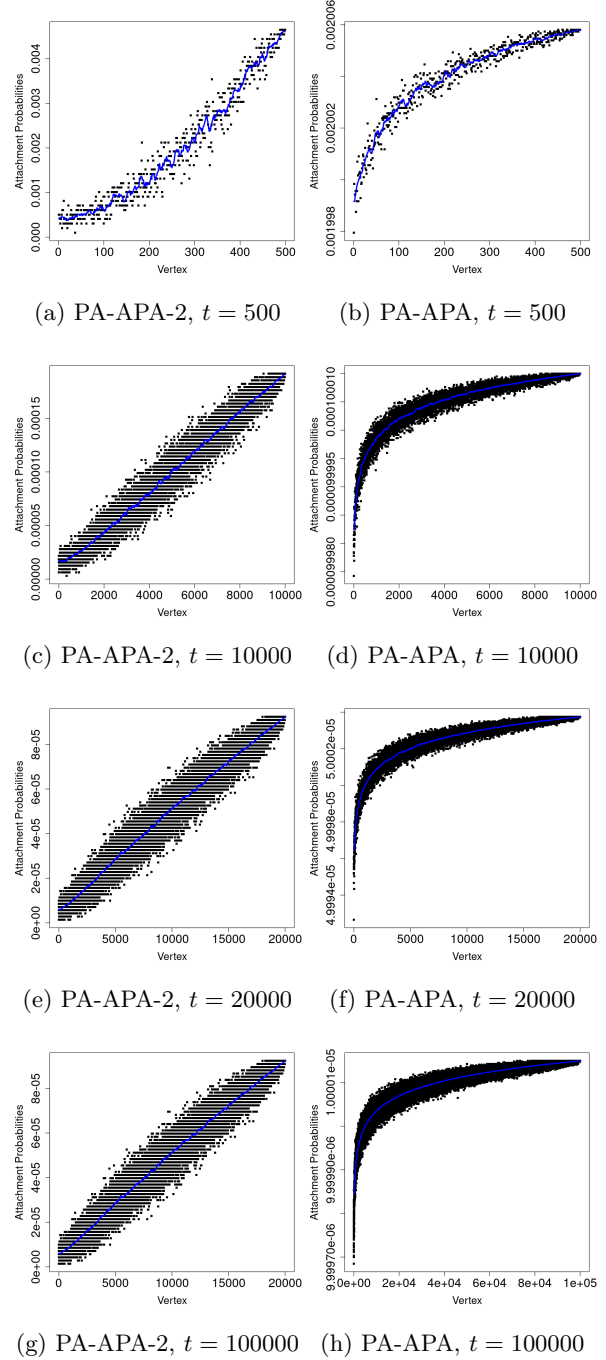 Attachment Probabilities
0.000 0.001 0.002 0.003 0.004
0 100 200 300 400 500
Vertex
Attachment Probabilities
0.001998 0.002002 0.002006
0 100 200 300 400 500
Vertex
(a) PA-APA-2, t = 500 (b) PA-APA, t = 500
Attachment Probabilities
0.00000 0.00005 0.00010 0.00015
0 2000 4000 6000 8000 10000
Vertex
Attachment Probabilities
0.000099980 0.000099995 0.000100010
0 2000 4000 6000 8000 10000
Vertex
(c) PA-APA-2, t = 10000 (d) PA-APA, t = 10000
Attachment Probabilities
0e+00 2e-05 4e-05 6e-05 8e-05
0 5000 10000 15000 20000
Vertex
Attachment Probabilities
4.9994e-05 4.9998e-05 5.0002e-05
0 5000 10000 15000 20000
Vertex
(e) PA-APA-2, t = 20000 (f) PA-APA, t = 20000
Attachment Probabilities
0e+00 2e-05 4e-05 6e-05 8e-05
0 5000 10000 15000 20000
Vertex
Attachment Probabilities
9.99970e-06 9.99990e-06 1.00001e-05
0e+00 2e+04 4e+04 6e+04 8e+04 1e+05
Vertex
(g) PA-APA-2, t = 100000 (h) PA-APA, t = 100000